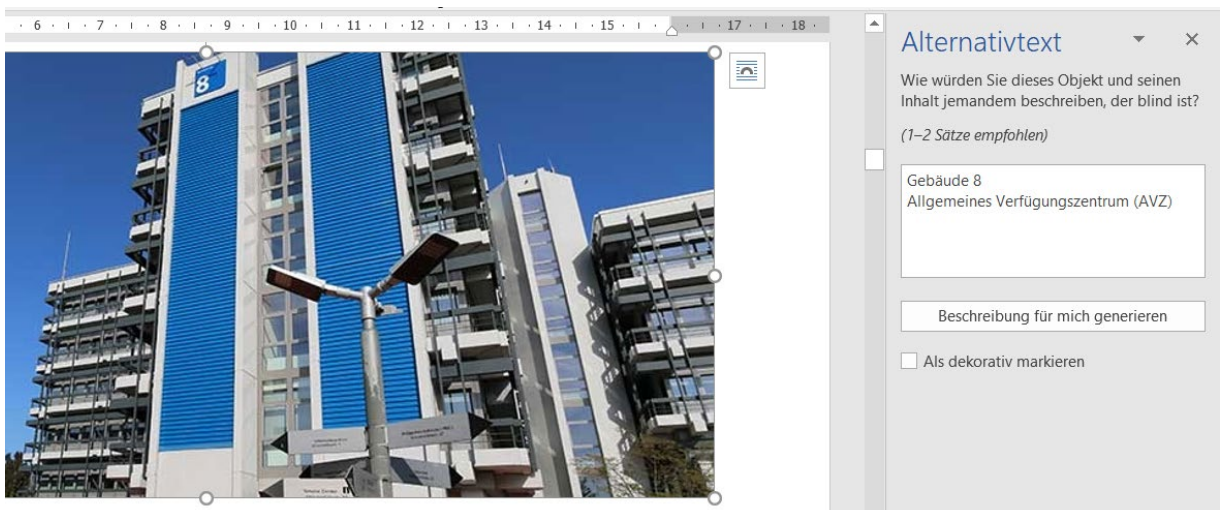 · 6 · ı · 7 · ı · 8 · ı · 9 · ı · 10 · ı · 11 · ı · 12 · ı · 13 · ı · 14 · ı · 15 · ı · ı · 17 · ı · 18 ·
8
Alternativtext
Wie würden Sie dieses Objekt und seinen
Inhalt jemandem beschreiben, der blind ist?
(1–2 Sätze empfohlen)
Gebäude 8
Allgemeines Verfügungszentrum (AVZ)
Beschreibung für mich generieren
Als dekorativ markieren